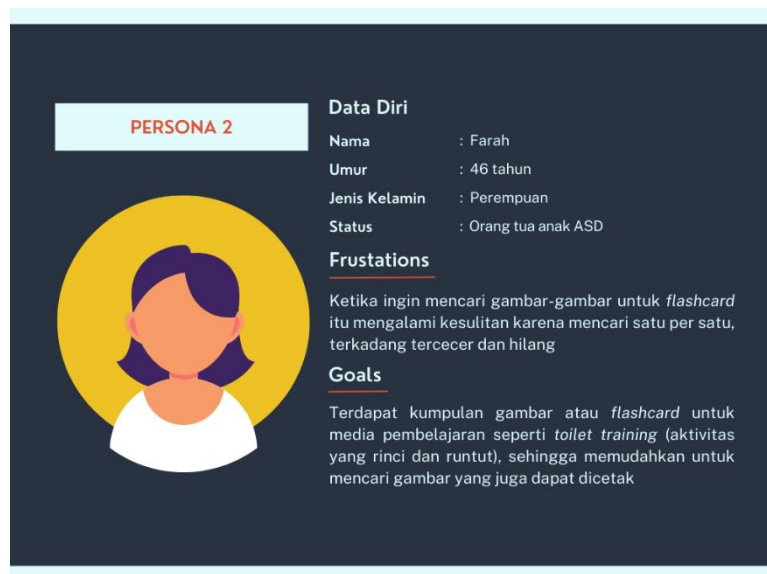 PERSONA 2
Data Diri
Nama : Farah
Umur : 46 tahun
Jenis Kelamin : Perempuan
Status : Orang tua anak ASD
Frustations
Ketika ingin mencari gambar-gambar untuk flashcard
itu mengalami kesulitan karena mencari satu per satu,
terkadang tercecer dan hilang
Goals
Terdapat kumpulan gambar atau flashcard untuk
media pembelajaran seperti toilet training (aktivitas
yang rinci dan runtut), sehingga memudahkan untuk
mencari gambar yang juga dapat dicetak